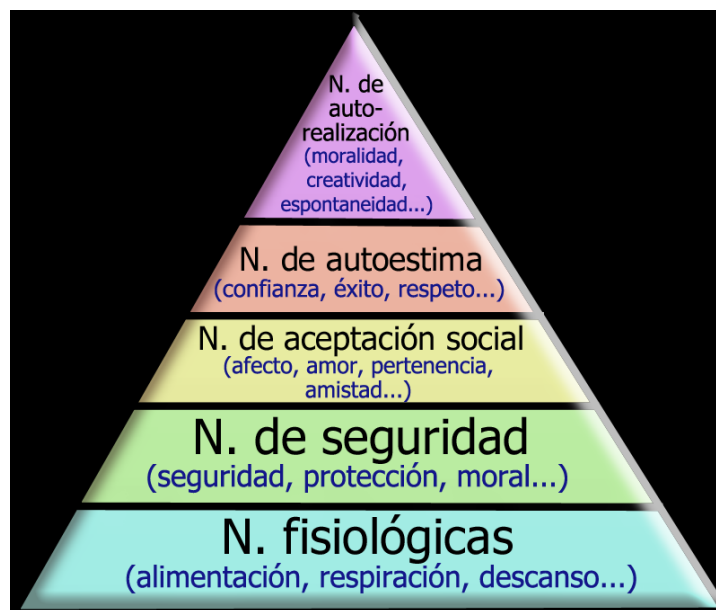 N. de
auto-
realización
(moralidad,
creatividad,
espontaneidad...)
N. de autoestima
(confianza, éxito, respeto...)
N. de aceptación social
(afecto, amor, pertenencia,
amistad...)
N. de seguridad
(seguridad, protección, moral...)
N. fisiológicas
(alimentación, respiración, descanso...)